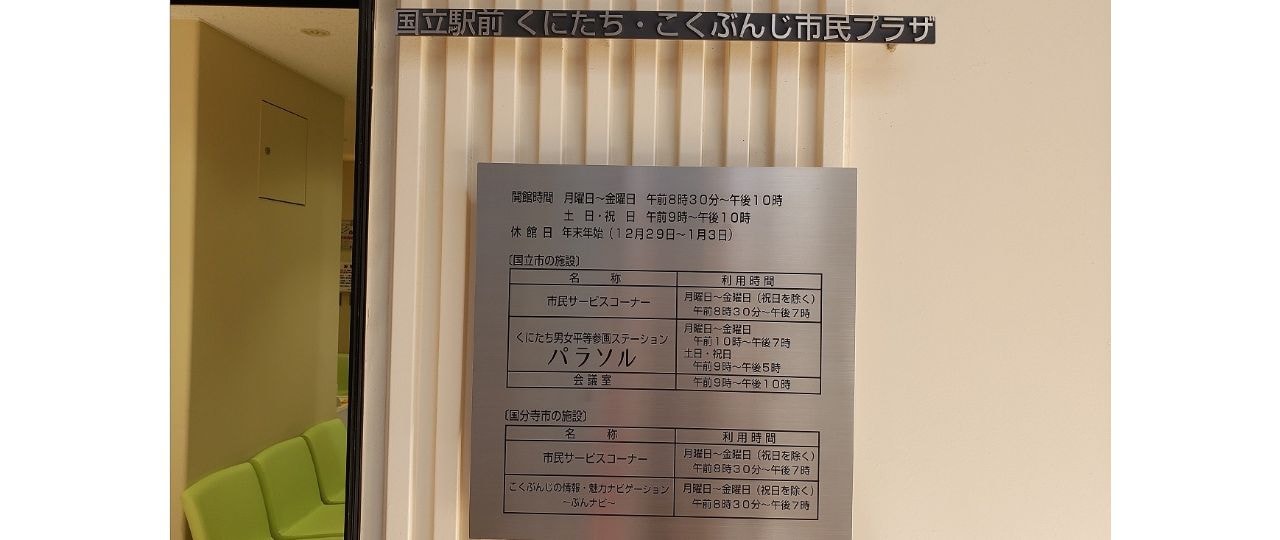 国立駅前 くにたち・こくぶんじ市民プラザ
開館時間 月曜日～金曜日 午前8時30分～午後10時
土 日・祝 日 午前9時～午後10時
休 館 日 年末年始（12月29日～1月3日）
〔国立市の施設〕
名 称 利用時間
市民サービスコーナー 月曜日～金曜日（祝日を除く）
午前8時30分～午後7時
くにたち男女平等参画ステーション
パラソル
月曜日～金曜日
午前10時～午後7時
土日・祝日
午前9時～午後5時
会議室 午前9時～午後10時
〔国分寺市の施設〕
名 称 利用時間
市民サービスコーナー 月曜日～金曜日（祝日を除く）
午前8時30分～午後7時
こくぶんじの情報・魅力ナビゲーション
～ぶんナビ～
月曜日～金曜日（祝日を除く）
午前8時30分～午後7時